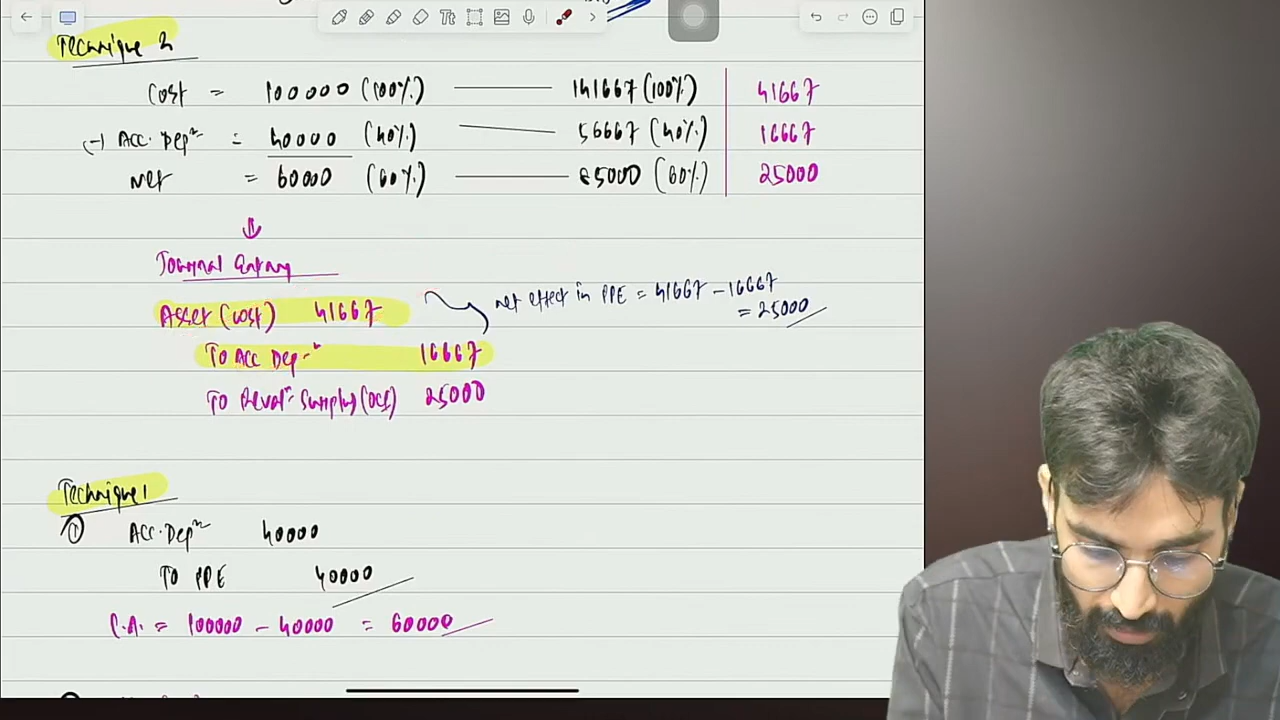 Technique 2
Cost = 100000 (100%) 141667 (100%) 41667
(-) Acc. Depⁿ = 40000 (40%) 56667 (40%) 16667
Net = 60000 (60%) 85000 (60%) 25000
Journal Entry
Asset (cost) 41667
net effect in PPE = 41667 - 16667
= 25000
To Acc Depⁿ 16667
To Revalⁿ Surplus (OCI) 25000
Technique 1
① Acc. Depⁿ 40000
To PPE 40000
C.A. = 100000 - 40000 = 60000